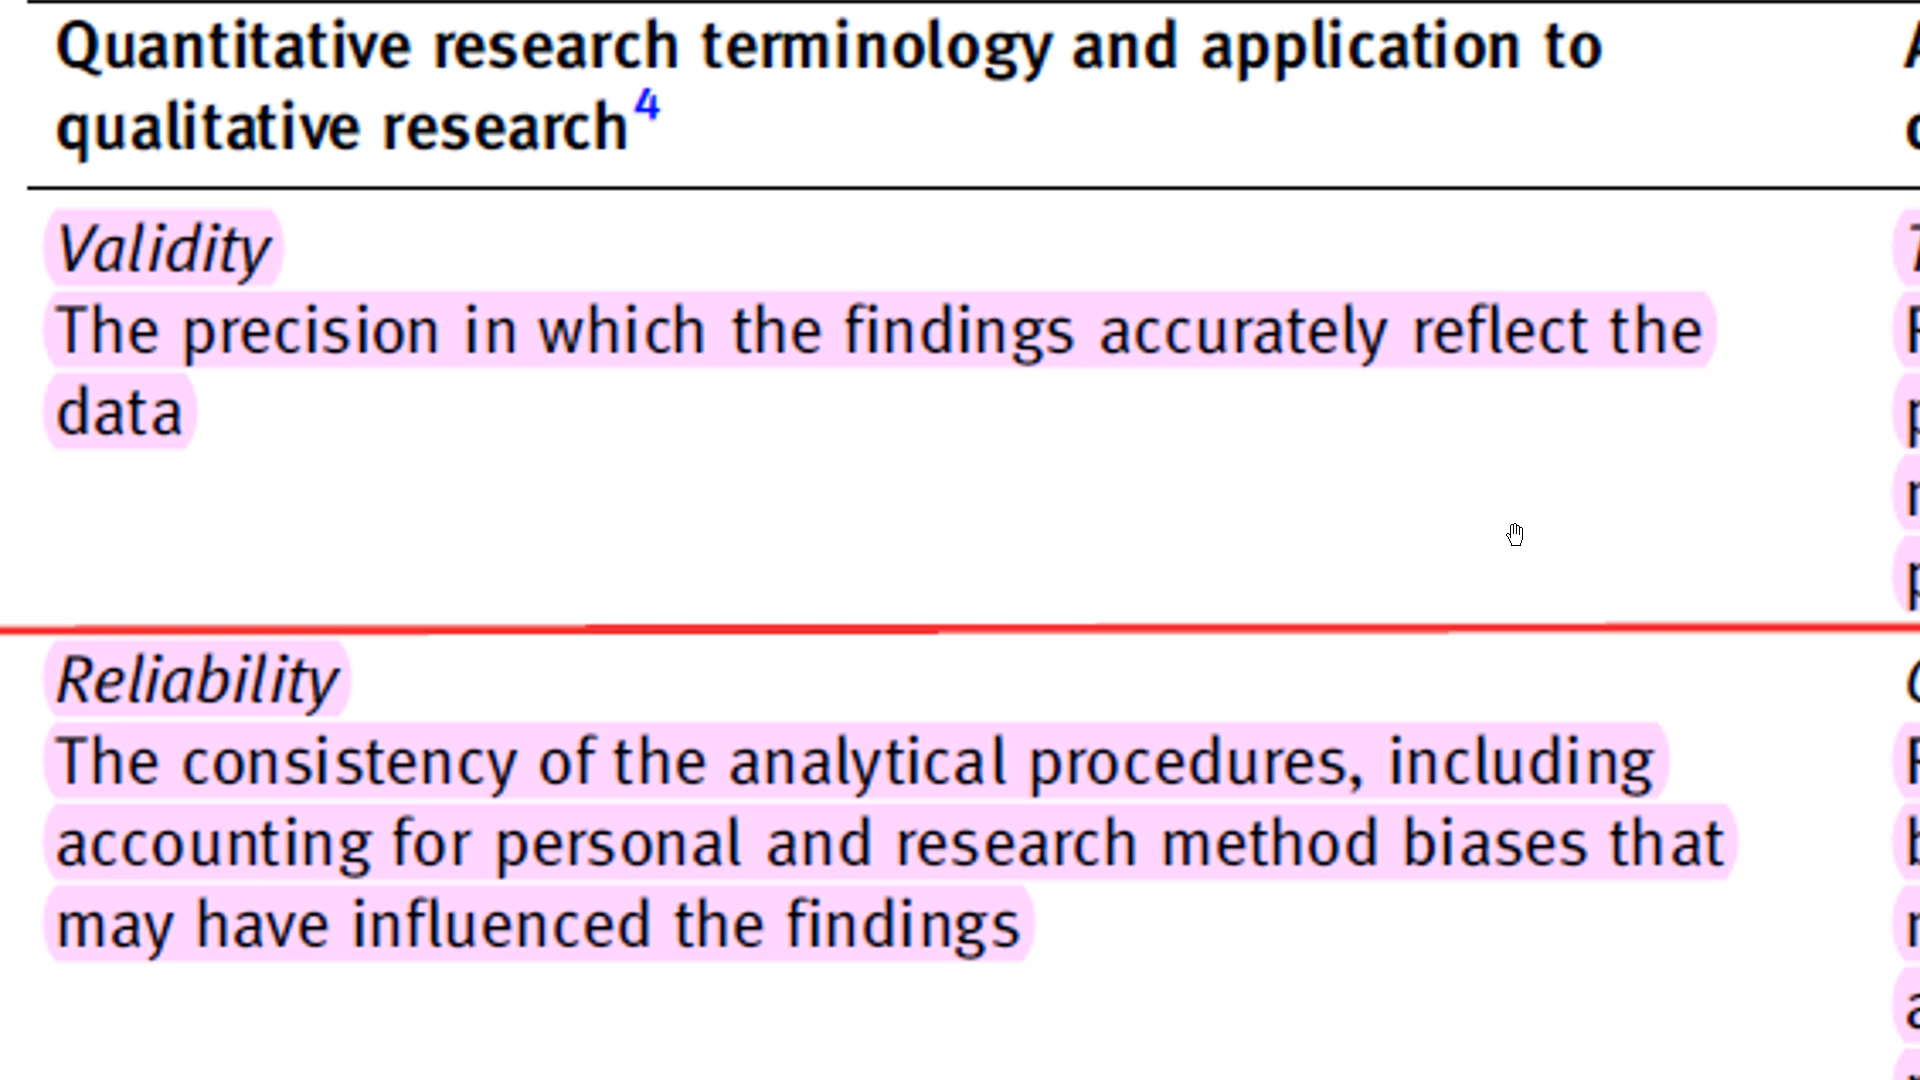 Quantitative research terminology and application to
qualitative research4
Validity
The precision in which the findings accurately reflect the
data
Reliability
The consistency of the analytical procedures, including
accounting for personal and research method biases that
may have influenced the findings